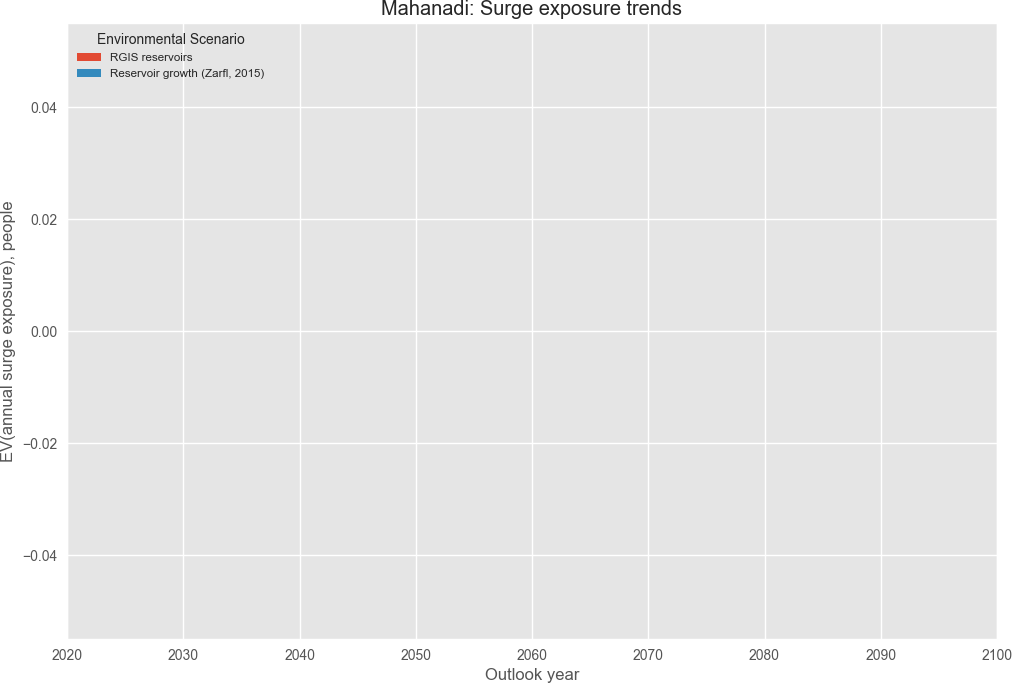 Mahanadi: Surge exposure trends
Environmental Scenario
RGIS reservoirs
Reservoir growth (Zarfl, 2015)
EV(annual surge exposure), people
0.04
0.02
0.00
−0.02
−0.04
2020 2030 2040 2050 2060 2070 2080 2090 2100
Outlook year